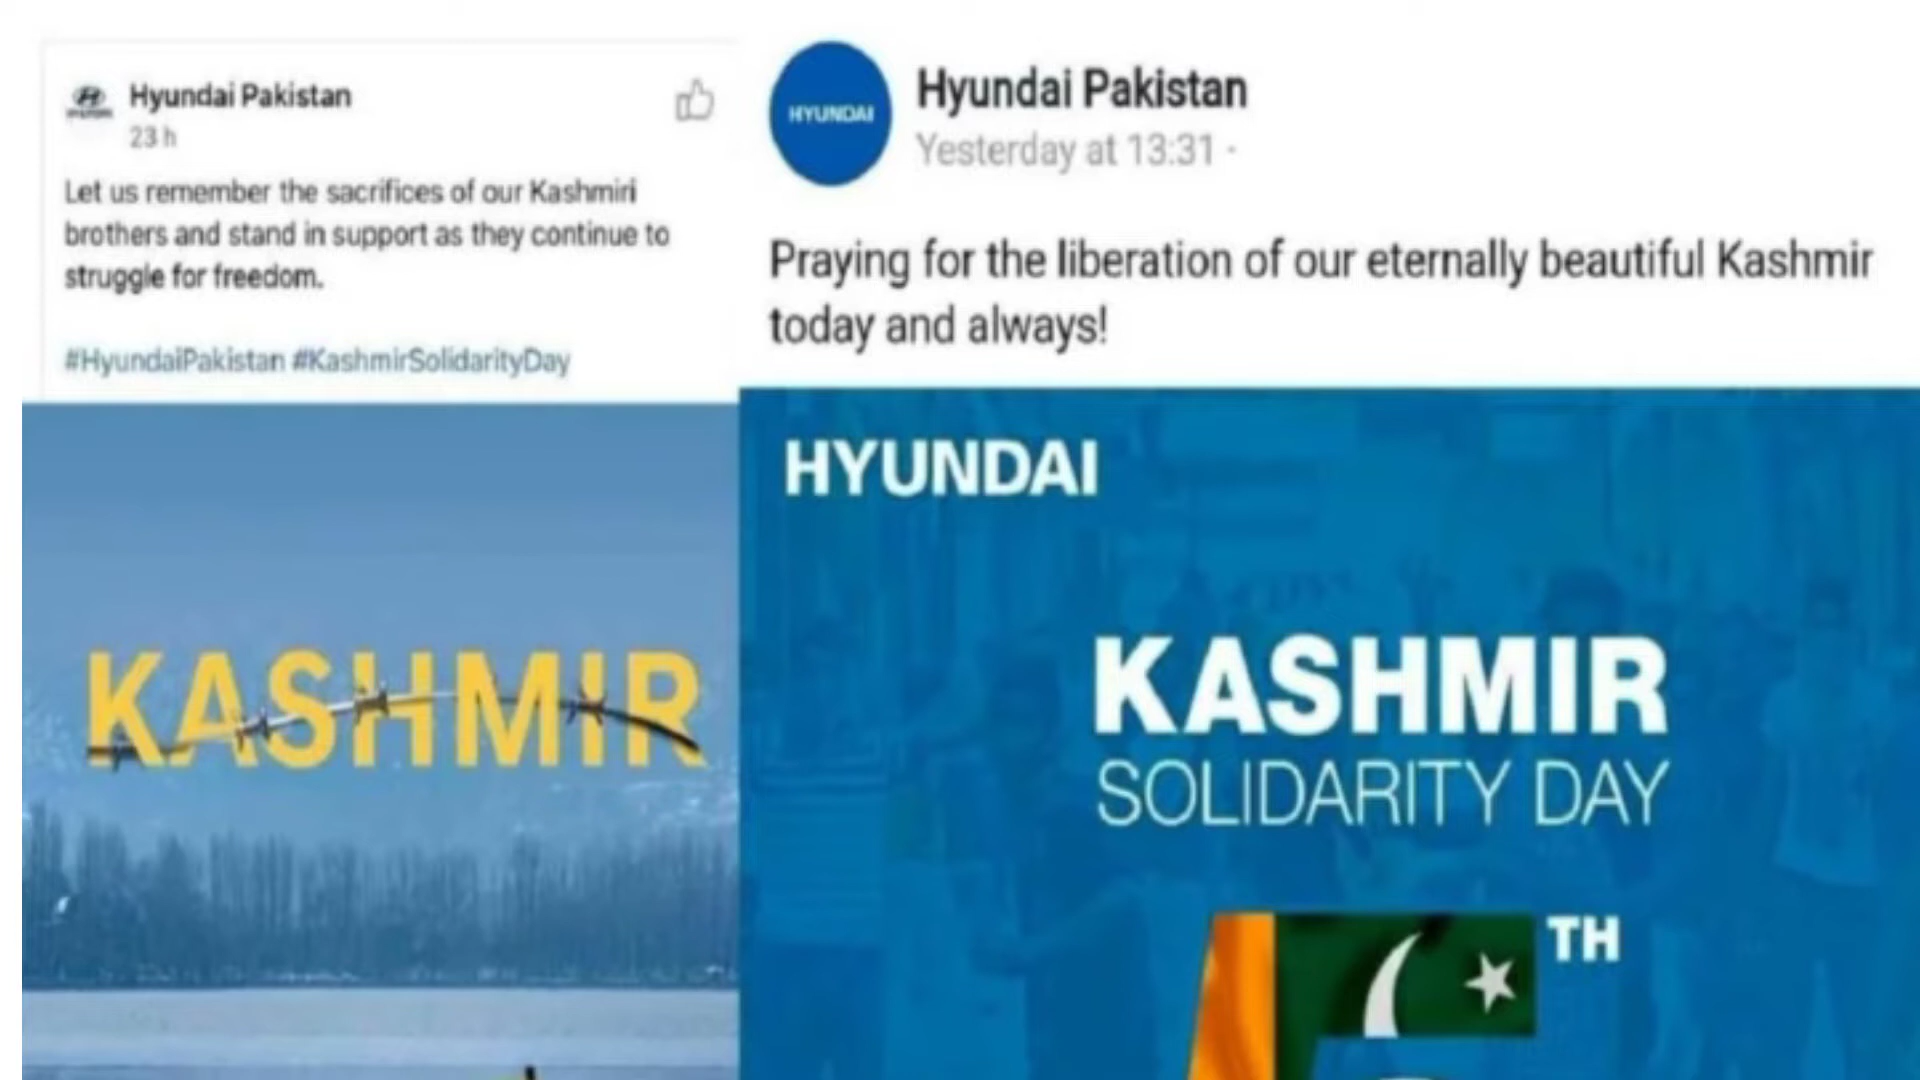 Hyundai Pakistan
23 h
Let us remember the sacrifices of our Kashmiri
brothers and stand in support as they continue to
struggle for freedom.
#HyundaiPakistan #KashmirSolidarityDay
KASHMIR
HYUNDAI
Hyundai Pakistan
Yesterday at 13:31 ·
Praying for the liberation of our eternally beautiful Kashmir
today and always!
HYUNDAI
KASHMIR
SOLIDARITY DAY
5TH